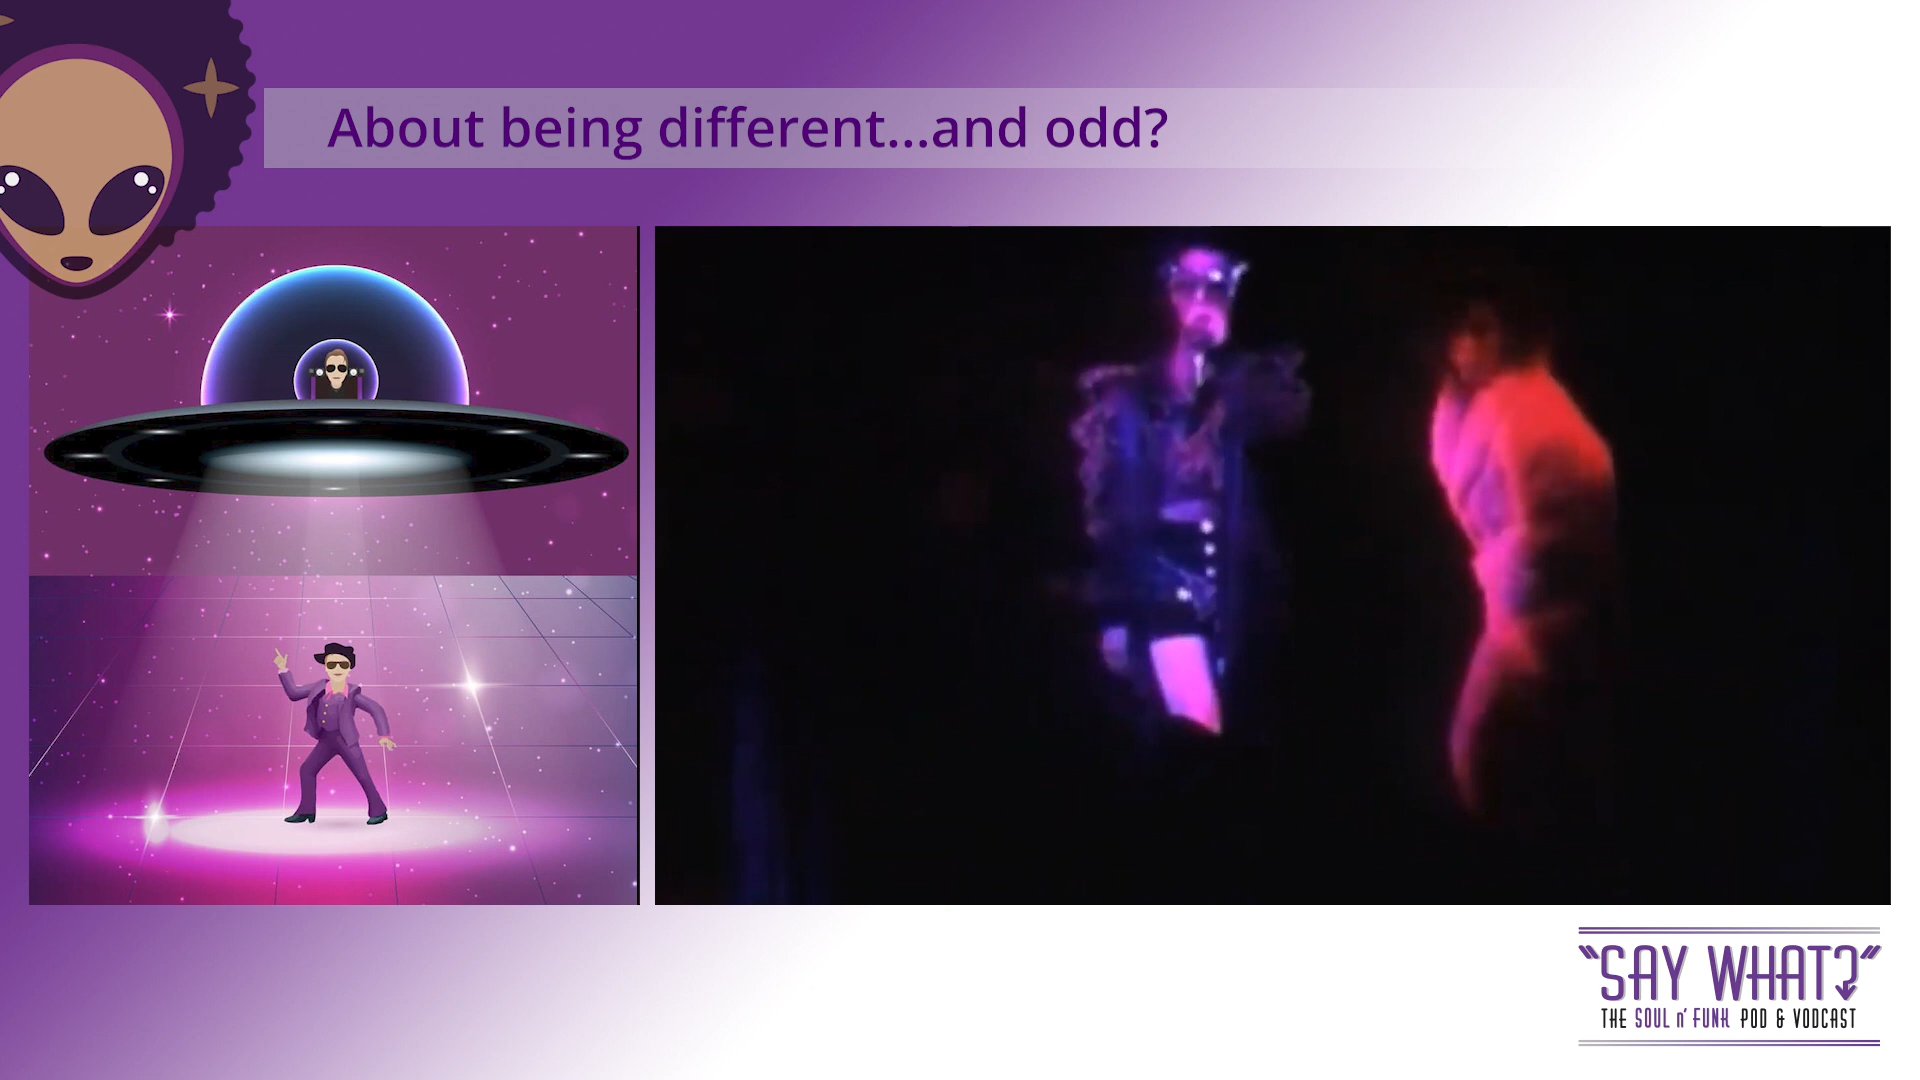 About being different...and odd?
"SAY WHAT?"
THE SOUL n' FUNK POD & VODCAST